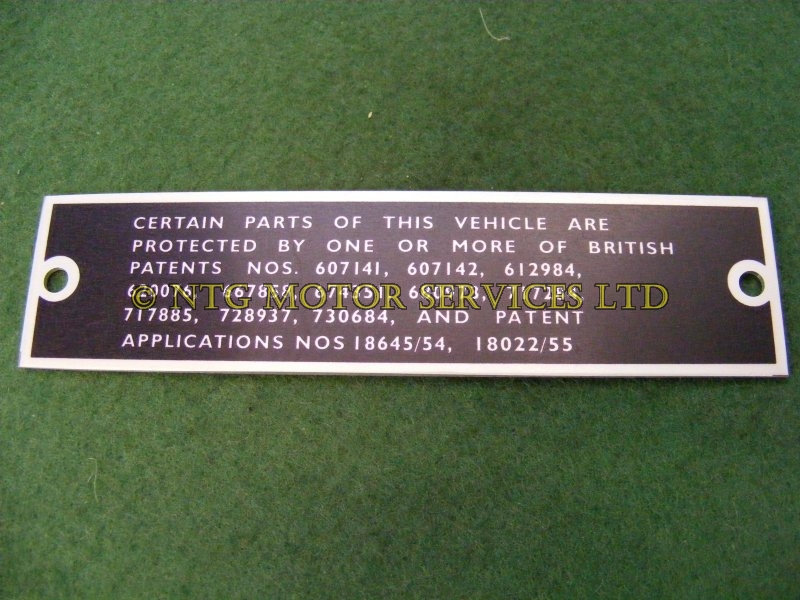 CERTAIN PARTS OF THIS VEHICLE ARE
PROTECTED BY ONE OR MORE OF BRITISH
PATENTS NOS. 607141, 607142, 612984,
© NTG MOTOR SERVICES LTD
717885, 728937, 730684, AND PATENT
APPLICATIONS NOS 18645/54, 18022/55